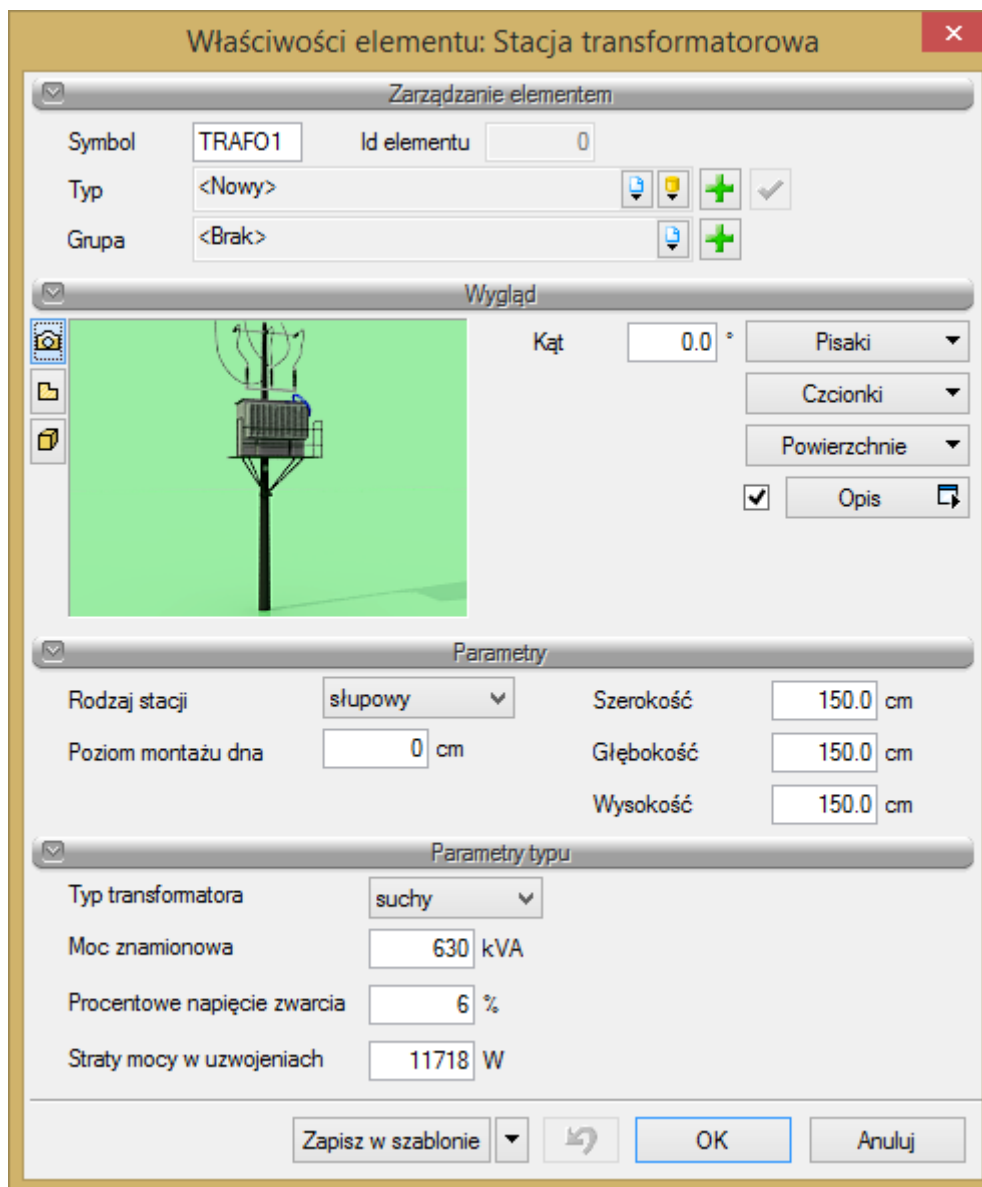 Właściwości elementu: Stacja transformatorowa
Zarządzanie elementem
Symbol TRAFO1 Id elementu 0
Typ <Nowy>
Grupa <Brak>
Wygląd
Kąt 0.0 ° Pisaki
Czcionki
Powierzchnie
Opis
Parametry
Rodzaj stacji słupowy Szerokość 150.0 cm
Poziom montażu dna 0 cm Głębokość 150.0 cm
Wysokość 150.0 cm
Parametry typu
Typ transformatora suchy
Moc znamionowa 630 kVA
Procentowe napięcie zwarcia 6 %
Straty mocy w uzwojeniach 11718 W
Zapisz w szablonie OK Anuluj